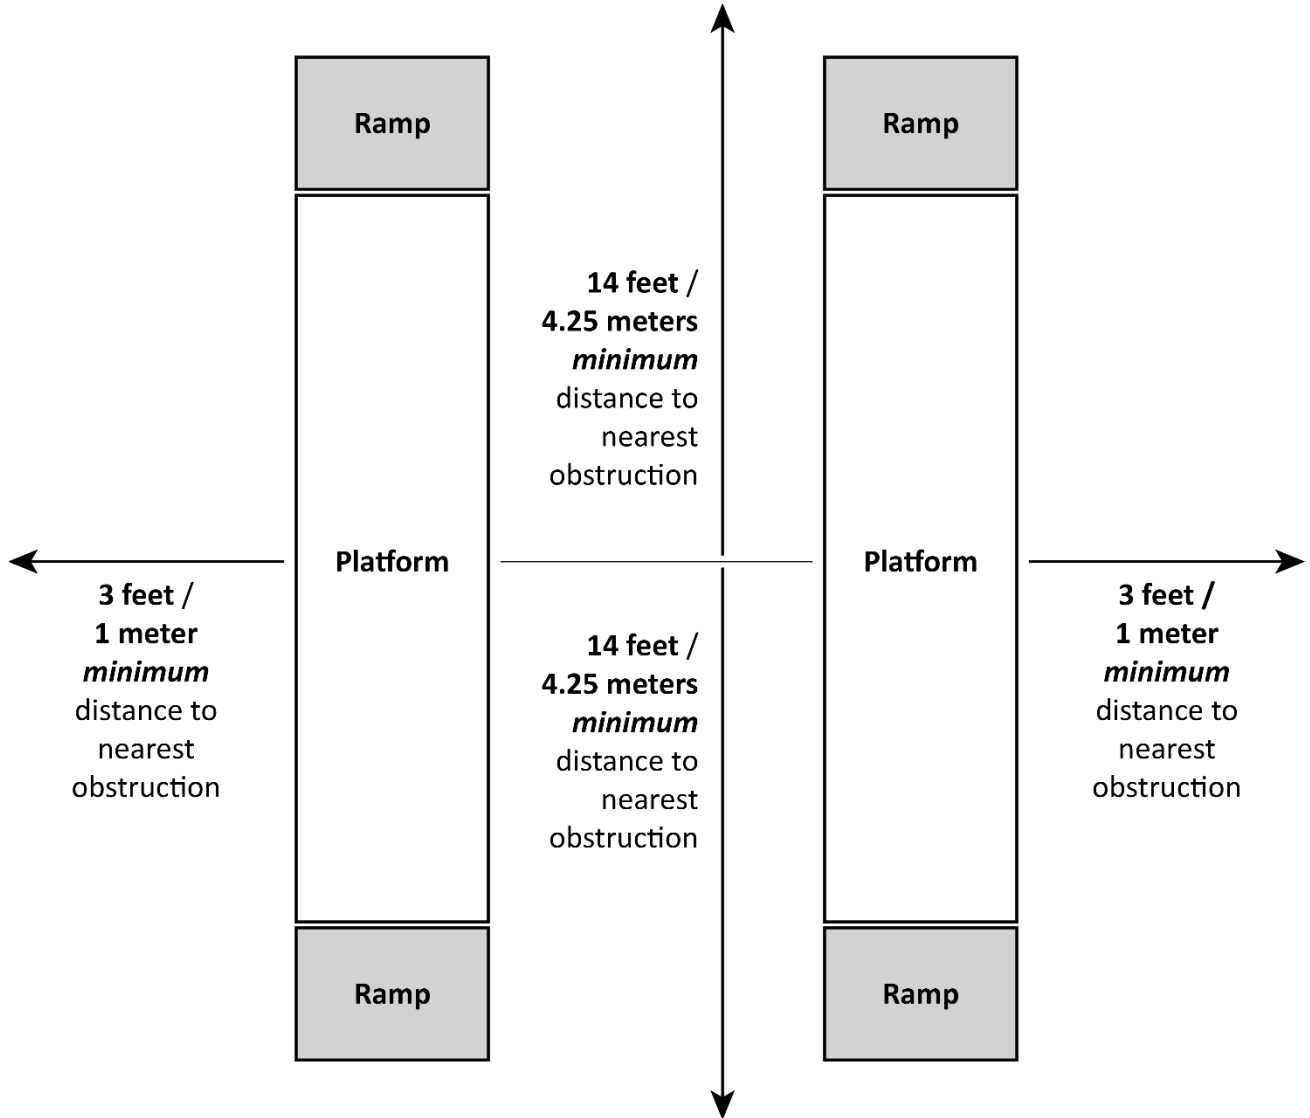 Ramp
Ramp
14 feet /
4.25 meters
minimum
distance to
nearest
obstruction
Platform
Platform
3 feet /
1 meter
minimum
distance to
nearest
obstruction
14 feet /
4.25 meters
minimum
distance to
nearest
obstruction
3 feet /
1 meter
minimum
distance to
nearest
obstruction
Ramp
Ramp